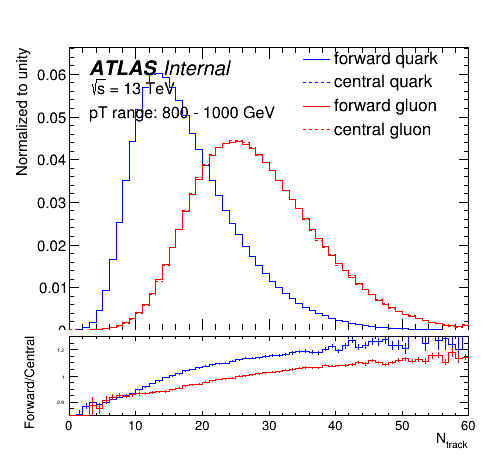 ATLAS Internal
√s = 13 TeV
pT range: 800 - 1000 GeV
forward quark
central quark
forward gluon
central gluon
Normalized to unity
0.06
0.05
0.04
0.03
0.02
0.01
0
Forward/Central
1.2
1
0.8
0 10 20 30 40 50 60
N_track